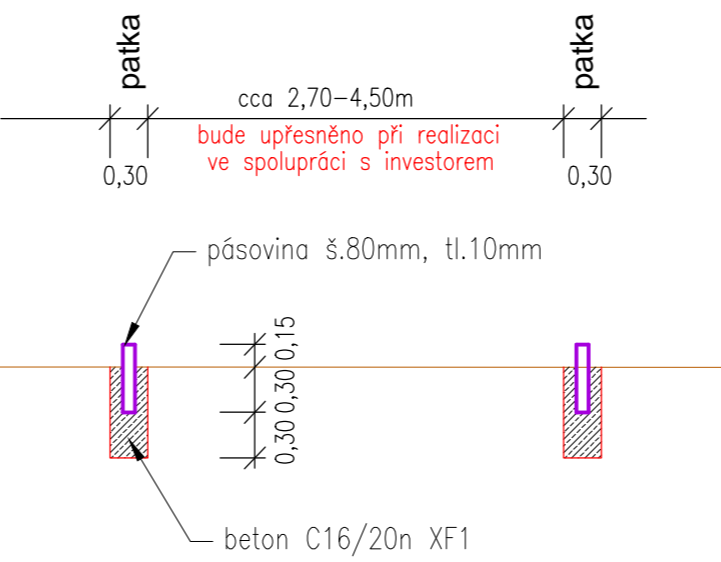 patka
patka
cca 2,70-4,50m
bude upřesněno při realizaci
ve spolupráci s investorem
0,30
0,30
pásovina š.80mm, tl.10mm
0,15
0,30
0,30
beton C16/20n XF1